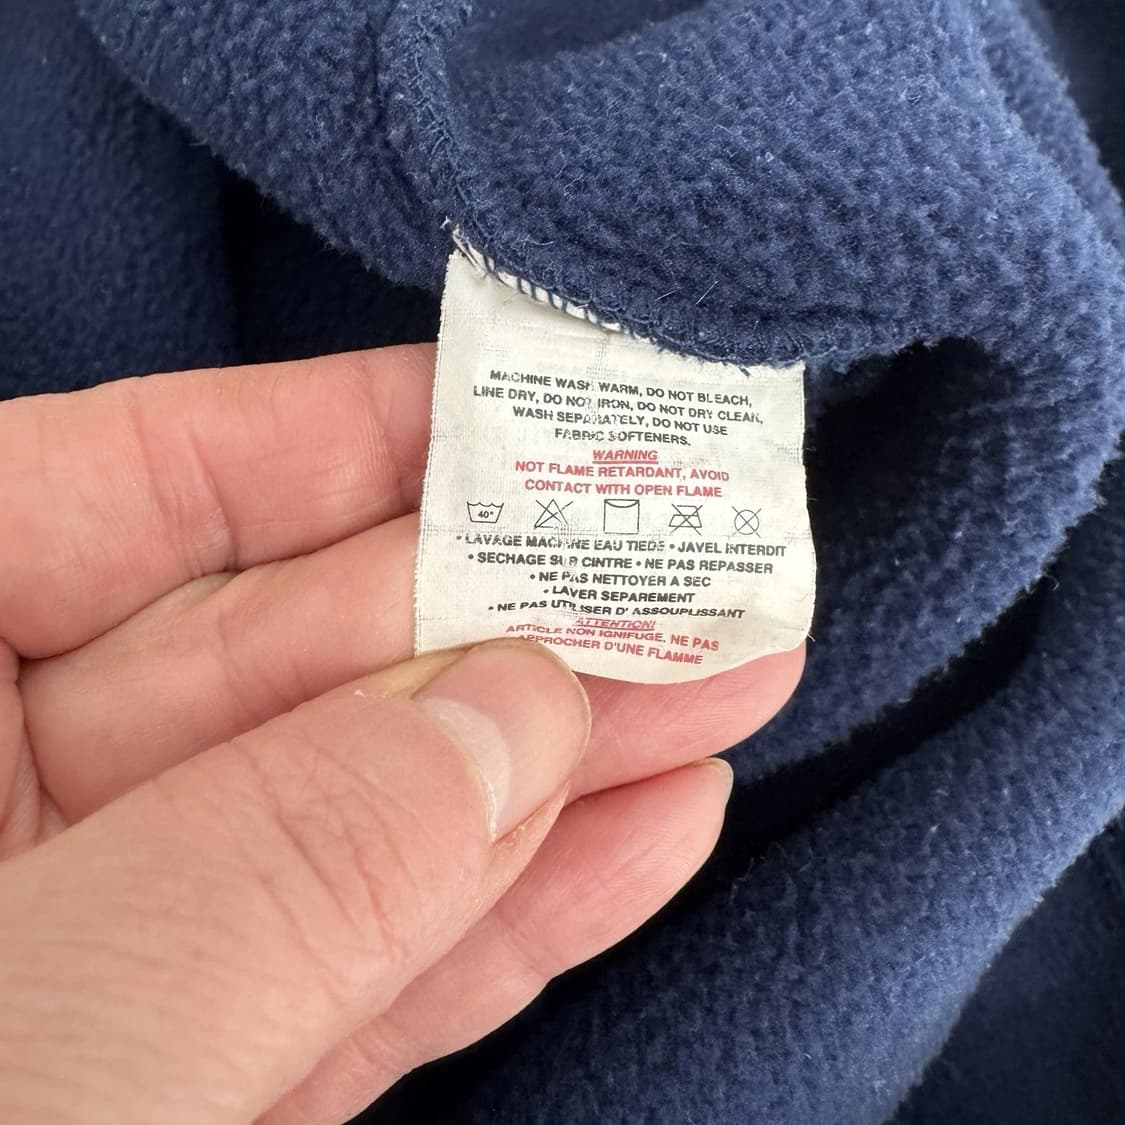 MACHINE WASH WARM, DO NOT BLEACH,
LINE DRY, DO NOT IRON, DO NOT DRY CLEAN,
WASH SEPARATELY, DO NOT USE
FABRIC SOFTENERS.
WARNING
NOT FLAME RETARDANT, AVOID
CONTACT WITH OPEN FLAME
40°
• LAVAGE MACHINE EAU TIEDE • JAVEL INTERDIT
• SECHAGE SUR CINTRE • NE PAS REPASSER
• NE PAS NETTOYER A SEC
• LAVER SEPAREMENT
• NE PAS UTILISER D' ASSOUPLISSANT
ATTENTION!
ARTICLE NON IGNIFUGE. NE PAS
APPROCHER D'UNE FLAMME